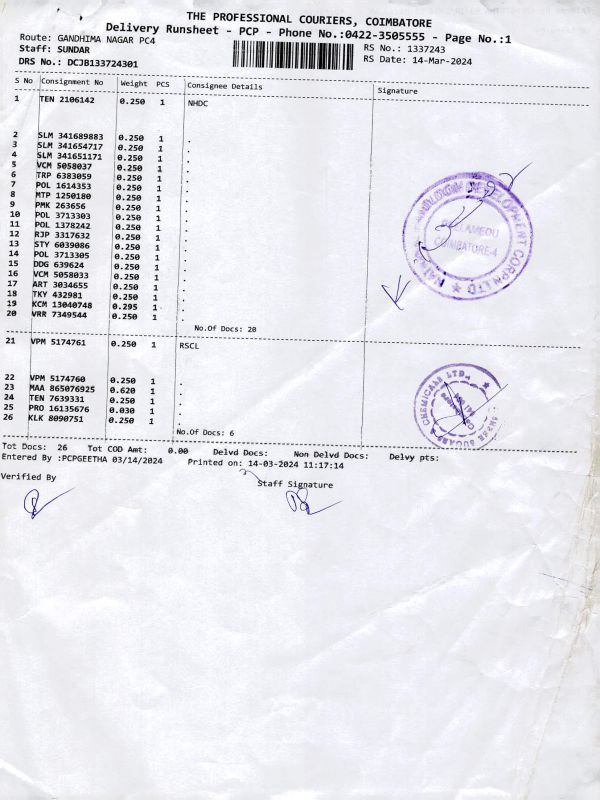 THE PROFESSIONAL COURIERS, COIMBATORE
Delivery Runsheet - PCP - Phone No.:0422-3505555 - Page No.:1
Route: GANDHIMA NAGAR PC4
RS No.: 1337243
Staff: SUNDAR
RS Date: 14-Mar-2024
DRS No.: DCJB133724301
S No Consignment No Weight PCS Consignee Details Signature
1 TEN 2106142 0.250 1 NHDC
2 SLM 341689883 0.250 1 .
3 SLM 341654717 0.250 1 .
4 SLM 341651171 0.250 1 .
5 VCM 5058037 0.250 1 .
6 TRP 6383059 0.250 1 .
7 POL 1614353 0.250 1 .
8 MTP 1250180 0.250 1 .
9 PMK 263656 0.250 1 .
10 POL 3713303 0.250 1 .
11 POL 1378242 0.250 1 .
12 RJP 3317632 0.250 1 .
13 STY 6039086 0.250 1 .
14 POL 3713305 0.250 1 .
15 DDG 639624 0.250 1 .
16 VCM 5058033 0.250 1 .
17 ART 3034655 0.250 1 .
18 TKY 432981 0.250 1 .
19 KCM 13040748 0.295 1 .
20 VRR 7349544 0.250 1 .
No.Of Docs: 20
21 VPM 5174761 0.250 1 RSCL
22 VPM 5174760 0.250 1 .
23 MAA 865076925 0.620 1 .
24 TEN 7639331 0.250 1 .
25 PRO 16135676 0.030 1 .
26 KLK 8090751 0.250 1 .
No.Of Docs: 6
Tot Docs: 26 Tot COD Amt: 0.00 Delvd Docs: Non Delvd Docs: Delvy pts:
Entered By :PCPGEETHA 03/14/2024 Printed on: 14-03-2024 11:17:14
Verified By
Staff Signature
DEVELOPMENT CORPN LTD
COIMBATORE-4
CHEMICALS LTD.